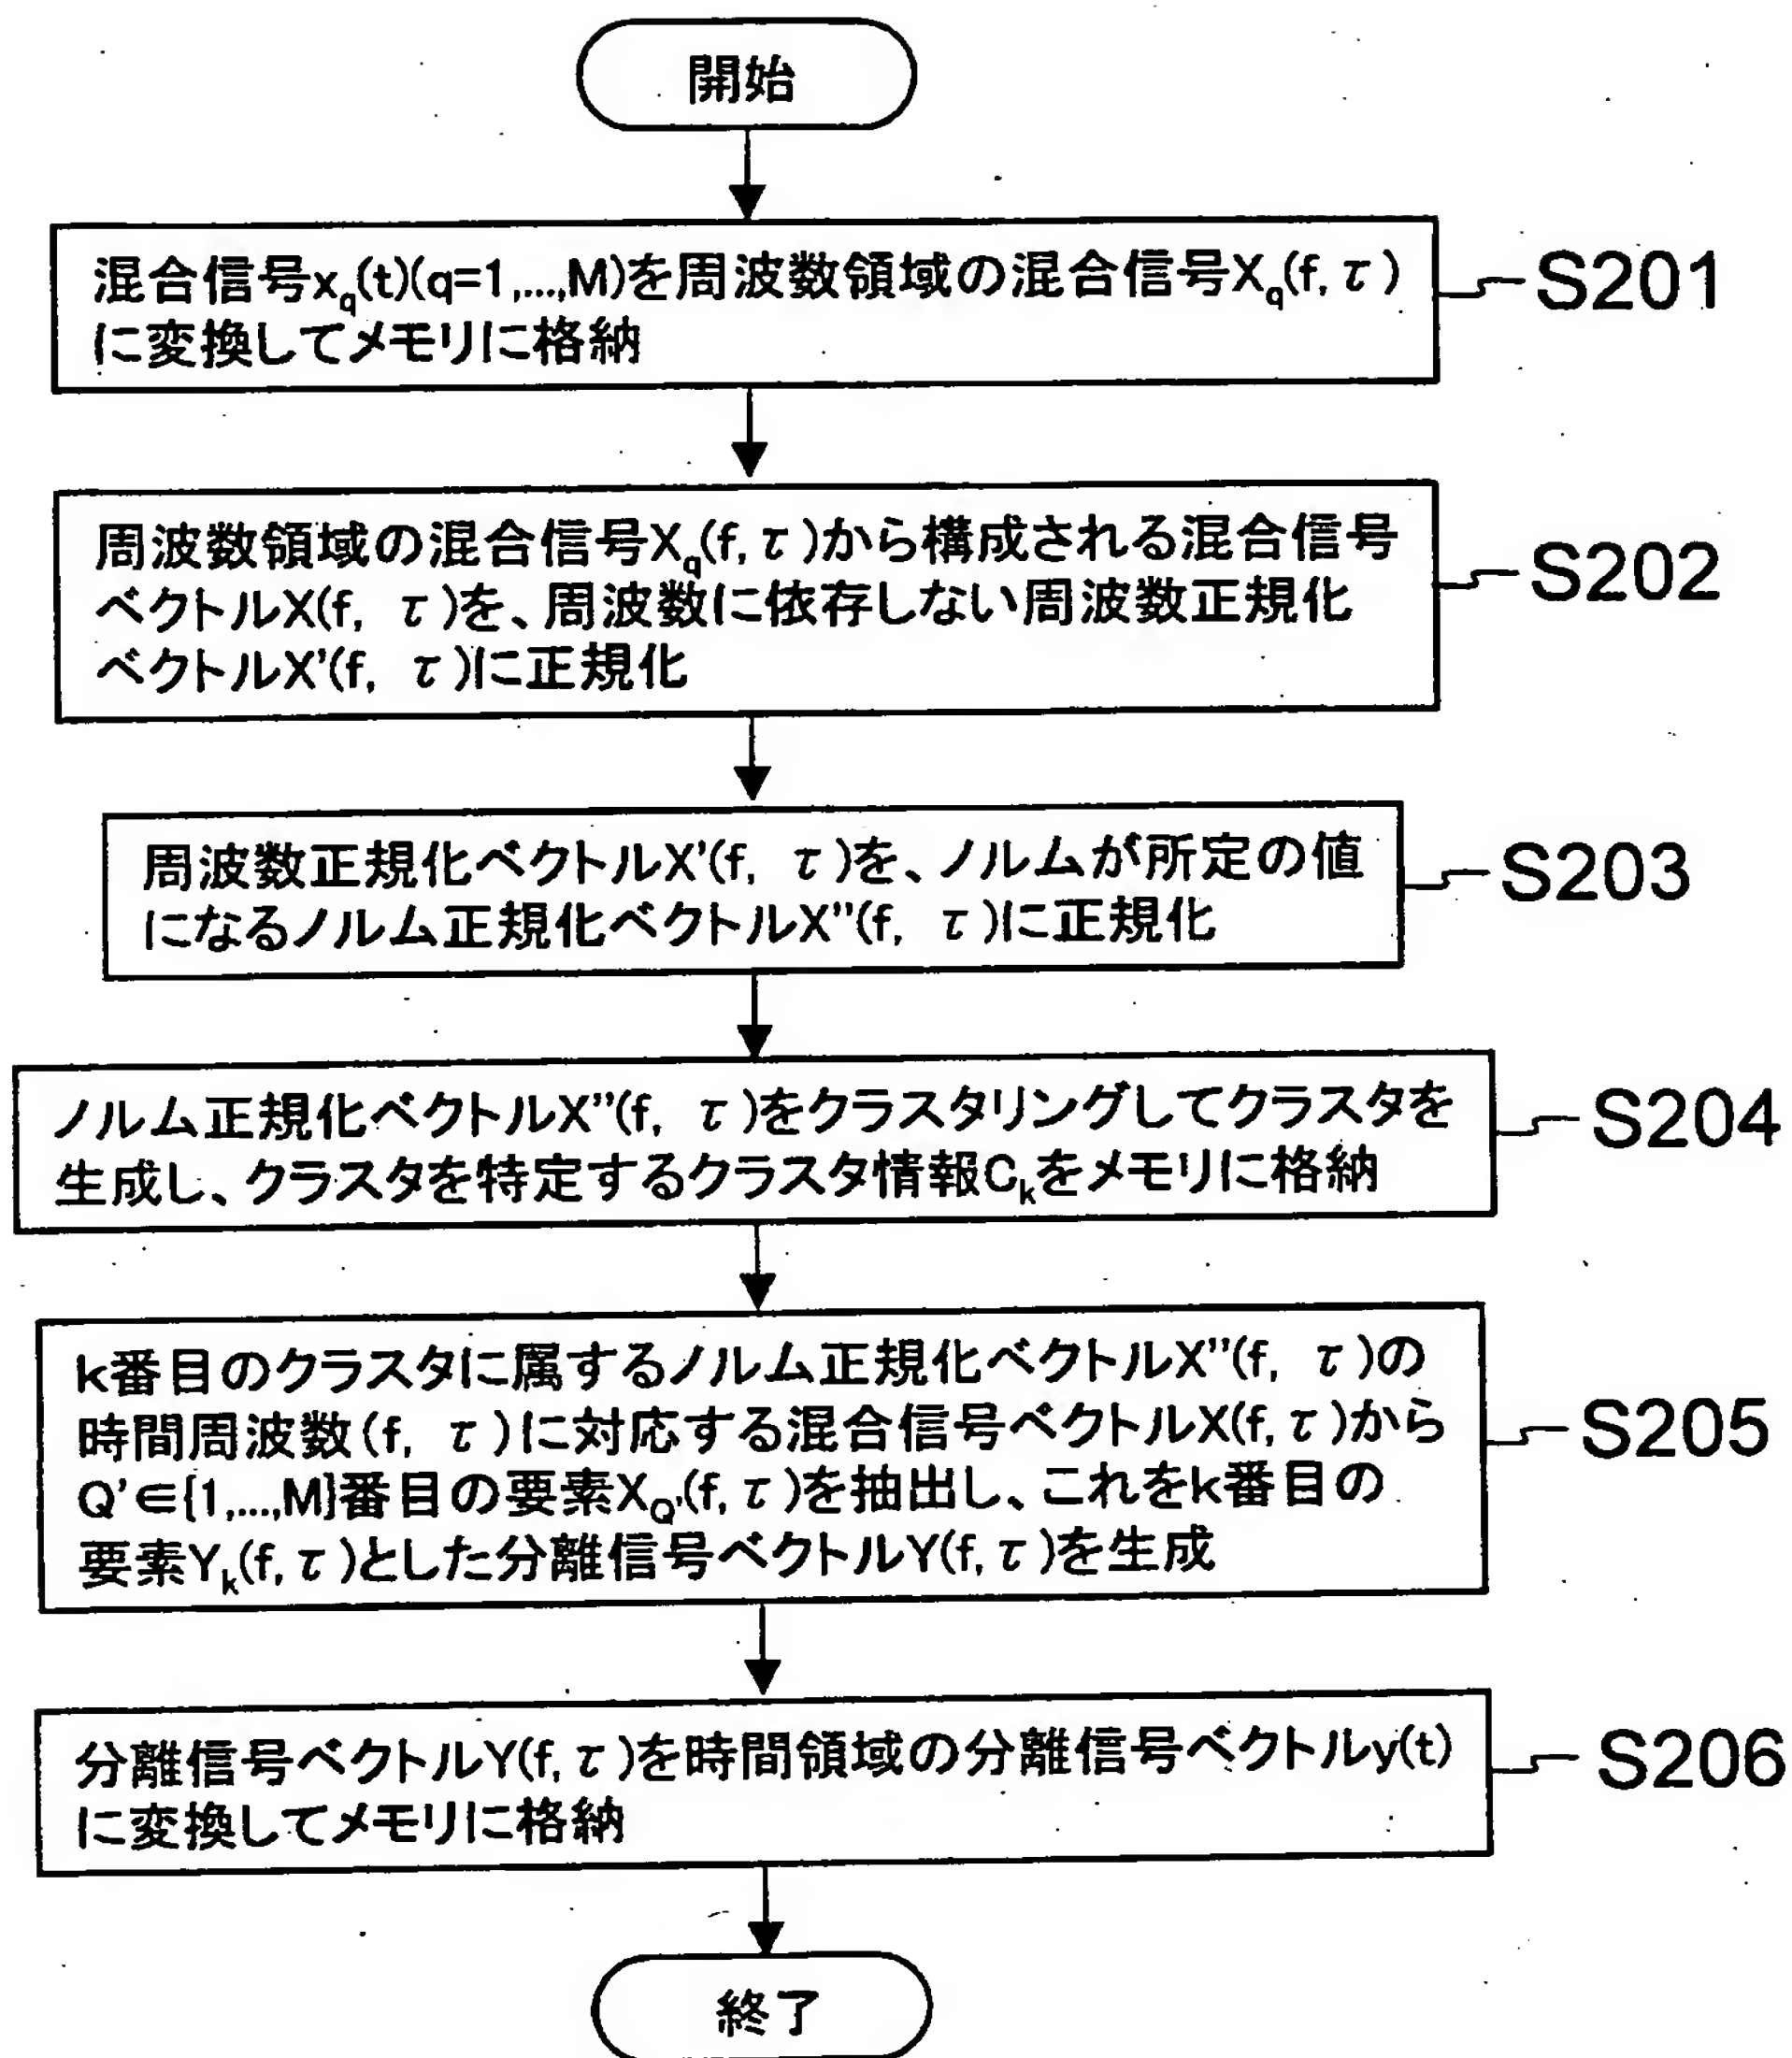 開始
混合信号xq(t)(q=1,...,M)を周波数領域の混合信号Xq(f,τ)
に変換してメモリに格納
S201
周波数領域の混合信号Xq(f,τ)から構成される混合信号
ベクトルX(f, τ)を、周波数に依存しない周波数正規化
ベクトルX'(f, τ)に正規化
S202
周波数正規化ベクトルX'(f, τ)を、ノルムが所定の値
になるノルム正規化ベクトルX''(f, τ)に正規化
S203
ノルム正規化ベクトルX''(f, τ)をクラスタリングしてクラスタを
生成し、クラスタを特定するクラスタ情報Ckをメモリに格納
S204
k番目のクラスタに属するノルム正規化ベクトルX''(f, τ)の
時間周波数(f, τ)に対応する混合信号ベクトルX(f,τ)から
Q'∈{1,...,M}番目の要素XQ'(f,τ)を抽出し、これをk番目の
要素Yk(f,τ)とした分離信号ベクトルY(f,τ)を生成
S205
分離信号ベクトルY(f,τ)を時間領域の分離信号ベクトルy(t)
に変換してメモリに格納
S206
終了